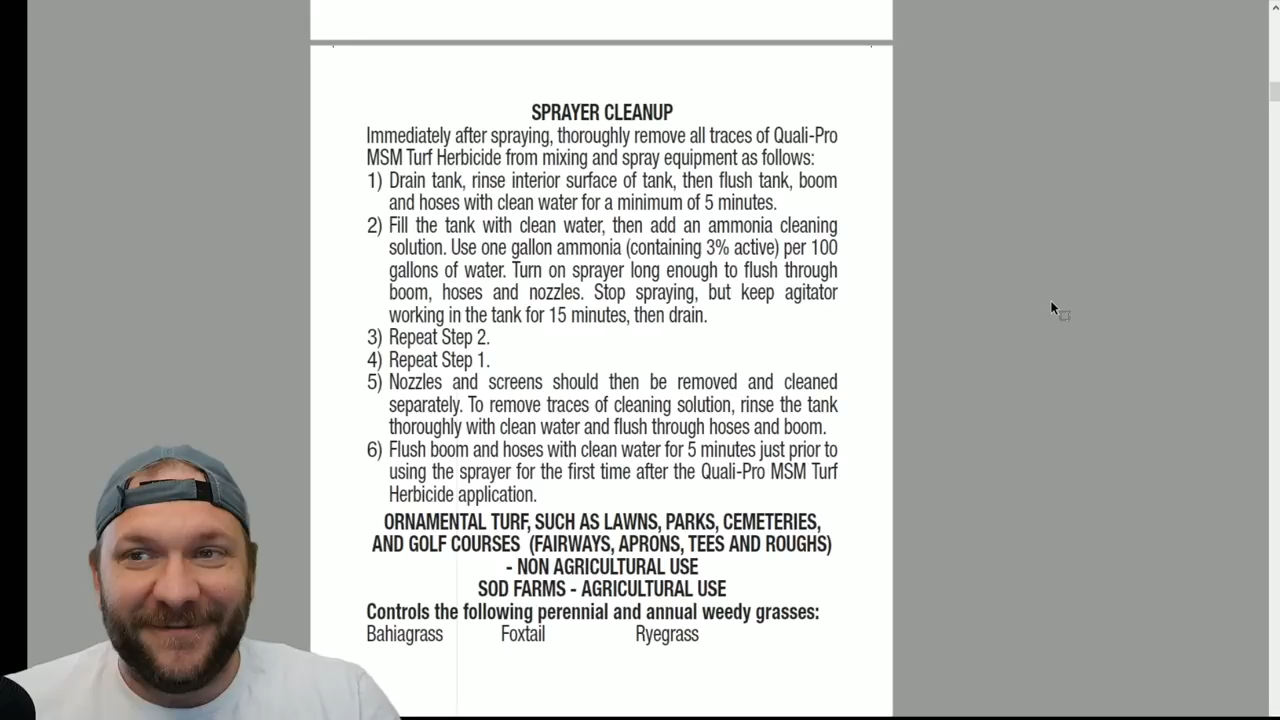 SPRAYER CLEANUP
Immediately after spraying, thoroughly remove all traces of Quali-Pro
MSM Turf Herbicide from mixing and spray equipment as follows:
1) Drain tank, rinse interior surface of tank, then flush tank, boom
and hoses with clean water for a minimum of 5 minutes.
2) Fill the tank with clean water, then add an ammonia cleaning
solution. Use one gallon ammonia (containing 3% active) per 100
gallons of water. Turn on sprayer long enough to flush through
boom, hoses and nozzles. Stop spraying, but keep agitator
working in the tank for 15 minutes, then drain.
3) Repeat Step 2.
4) Repeat Step 1.
5) Nozzles and screens should then be removed and cleaned
separately. To remove traces of cleaning solution, rinse the tank
thoroughly with clean water and flush through hoses and boom.
6) Flush boom and hoses with clean water for 5 minutes just prior to
using the sprayer for the first time after the Quali-Pro MSM Turf
Herbicide application.
ORNAMENTAL TURF, SUCH AS LAWNS, PARKS, CEMETERIES,
AND GOLF COURSES (FAIRWAYS, APRONS, TEES AND ROUGHS)
- NON AGRICULTURAL USE
SOD FARMS - AGRICULTURAL USE
Controls the following perennial and annual weedy grasses:
Bahiagrass Foxtail Ryegrass